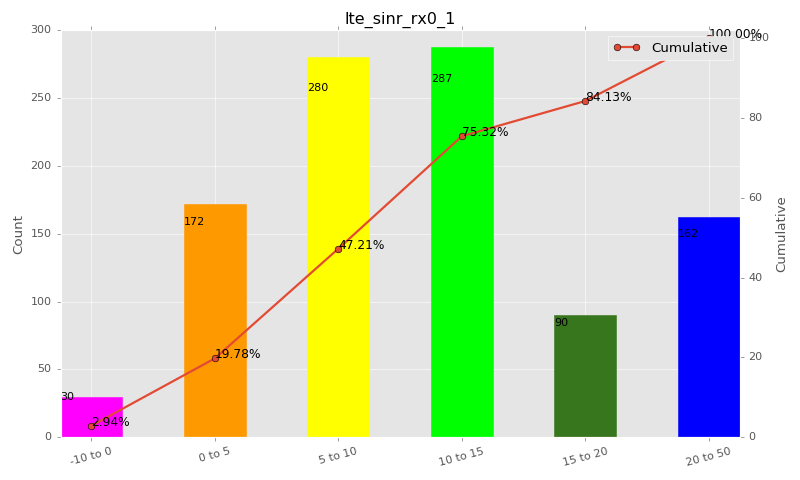 lte_sinr_rx0_1
300
250
200
150
100
50
0
Count
100
80
60
40
20
0
Cumulative
Cumulative
30
172
280
287
90
162
2.94%
19.78%
47.21%
75.32%
84.13%
100.00%
-10 to 0
0 to 5
5 to 10
10 to 15
15 to 20
20 to 50